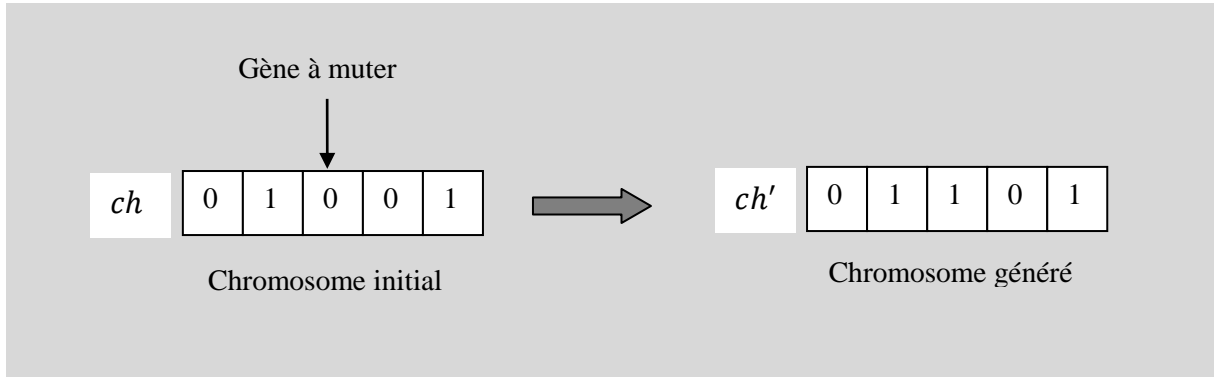 Gène à muter
ch 0 1 0 0 1
ch′ 0 1 1 0 1
Chromosome initial
Chromosome généré